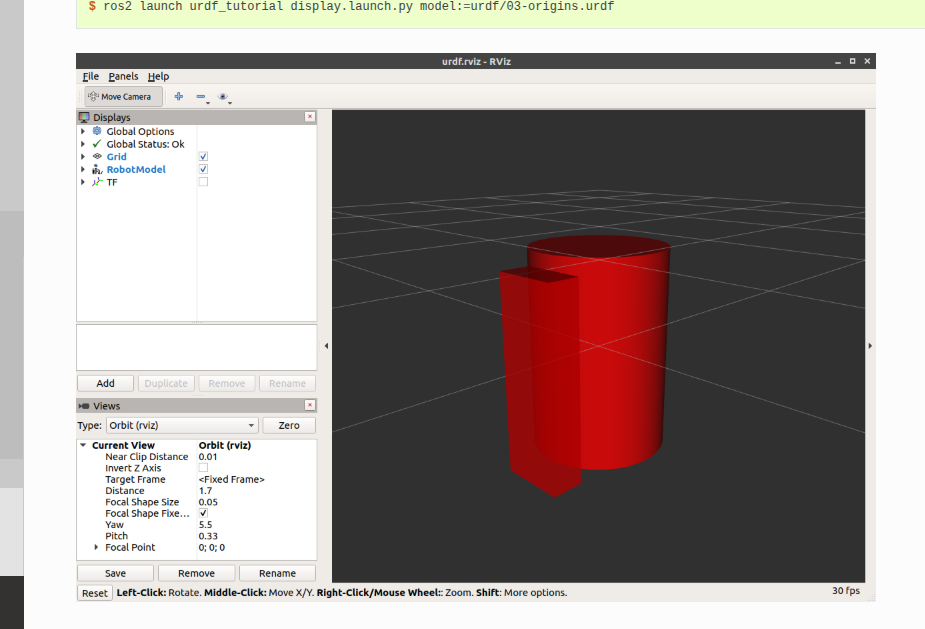 $ ros2 launch urdf_tutorial display.launch.py model:=urdf/03-origins.urdf
urdf.rviz - RViz
File Panels Help
Move Camera
Displays
Global Options
Global Status: Ok
Grid
RobotModel
TF
Add Duplicate Remove Rename
Views
Type: Orbit (rviz) Zero
Current View Orbit (rviz)
Near Clip Distance 0.01
Invert Z Axis
Target Frame <Fixed Frame>
Distance 1.7
Focal Shape Size 0.05
Focal Shape Fixe...
Yaw 5.5
Pitch 0.33
Focal Point 0; 0; 0
Save Remove Rename
Reset Left-Click: Rotate. Middle-Click: Move X/Y. Right-Click/Mouse Wheel:: Zoom. Shift: More options. 30 fps